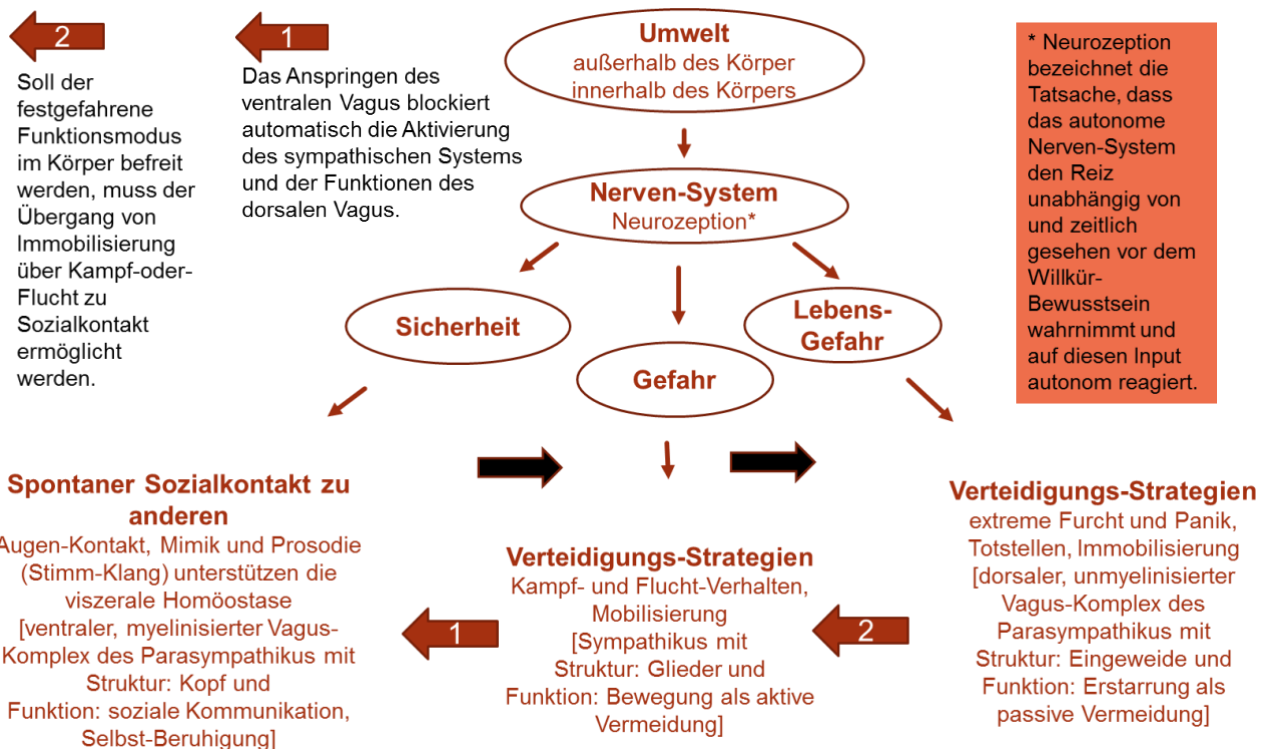 2
Soll der
festgefahrene
Funktionsmodus
im Körper befreit
werden, muss der
Übergang von
Immobilisierung
über Kampf-oder-
Flucht zu
Sozialkontakt
ermöglicht
werden.
1
Das Anspringen des
ventralen Vagus blockiert
automatisch die Aktivierung
des sympathischen Systems
und der Funktionen des
dorsalen Vagus.
Umwelt
außerhalb des Körper
innerhalb des Körpers
* Neurozeption
bezeichnet die
Tatsache, dass
das autonome
Nerven-System
den Reiz
unabhängig von
und zeitlich
gesehen vor dem
Willkür-
Bewusstsein
wahrnimmt und
auf diesen Input
autonom reagiert.
Nerven-System
Neurozeption*
Sicherheit
Gefahr
Lebens-
Gefahr
Spontaner Sozialkontakt zu
anderen
Augen-Kontakt, Mimik und Prosodie
(Stimm-Klang) unterstützen die
viszerale Homöostase
[ventraler, myelinisierter Vagus-
Komplex des Parasympathikus mit
Struktur: Kopf und
Funktion: soziale Kommunikation,
Selbst-Beruhigung]
1
Verteidigungs-Strategien
Kampf- und Flucht-Verhalten,
Mobilisierung
[Sympathikus mit
Struktur: Glieder und
Funktion: Bewegung als aktive
Vermeidung]
2
Verteidigungs-Strategien
extreme Furcht und Panik,
Totstellen, Immobilisierung
[dorsaler, unmyelinisierter
Vagus-Komplex des
Parasympathikus mit
Struktur: Eingeweide und
Funktion: Erstarrung als
passive Vermeidung]